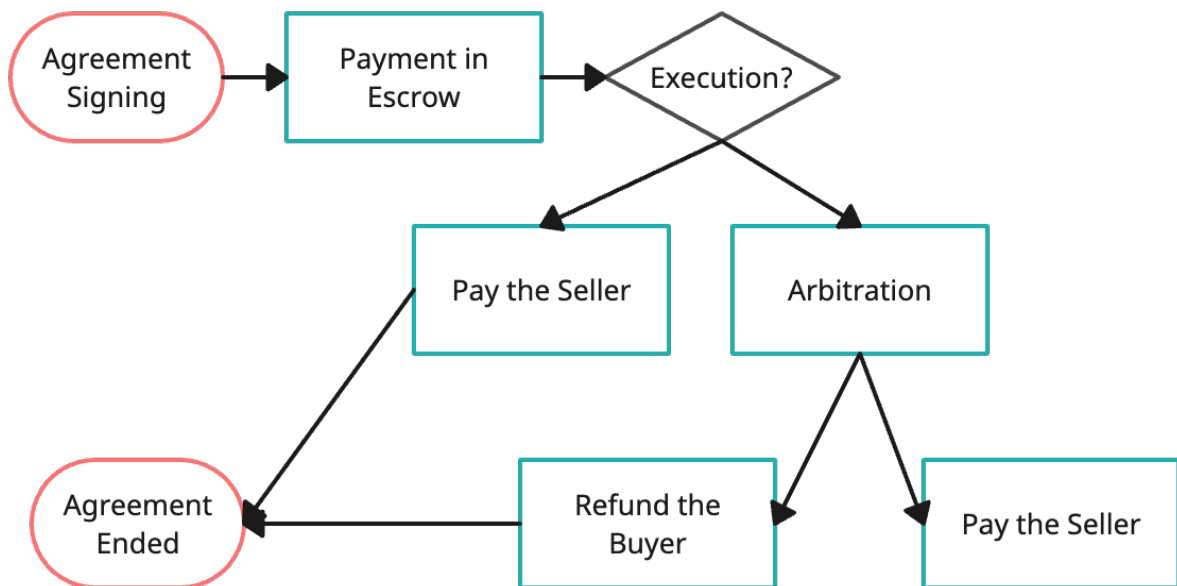 Agreement
Signing
Payment in
Escrow
Execution?
Pay the Seller
Arbitration
Agreement
Ended
Refund the
Buyer
Pay the Seller